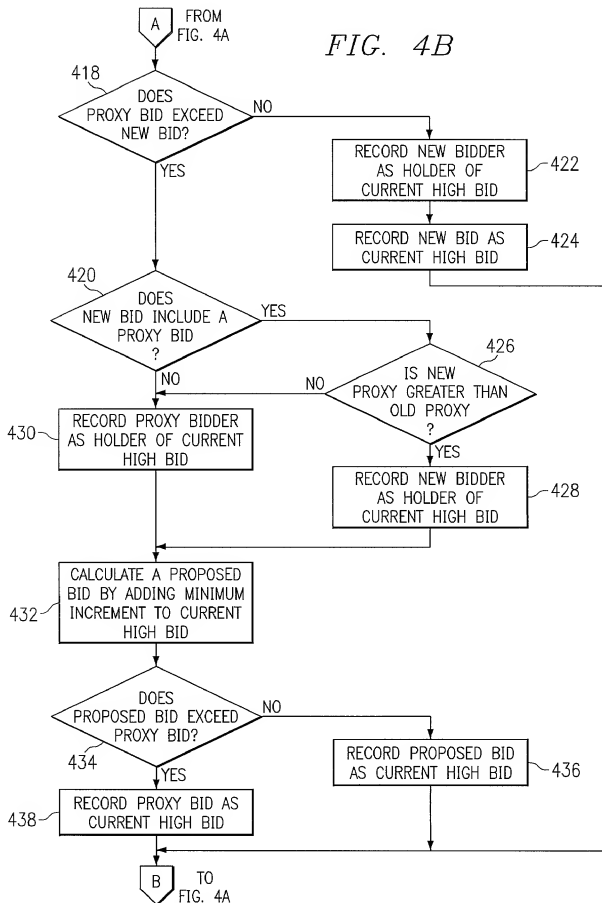 A
FROM
FIG. 4A
FIG. 4B
418
DOES
PROXY BID EXCEED
NEW BID?
NO
YES
RECORD NEW BIDDER
AS HOLDER OF
CURRENT HIGH BID
422
RECORD NEW BID AS
CURRENT HIGH BID
424
420
DOES
NEW BID INCLUDE A
PROXY BID
?
YES
NO
426
IS NEW
PROXY GREATER THAN
OLD PROXY
?
NO
YES
430
RECORD PROXY BIDDER
AS HOLDER OF CURRENT
HIGH BID
RECORD NEW BIDDER
AS HOLDER OF
CURRENT HIGH BID
428
432
CALCULATE A PROPOSED
BID BY ADDING MINIMUM
INCREMENT TO CURRENT
HIGH BID
DOES
PROPOSED BID EXCEED
PROXY BID?
434
NO
YES
RECORD PROPOSED BID
AS CURRENT HIGH BID
436
438
RECORD PROXY BID AS
CURRENT HIGH BID
B
TO
FIG. 4A